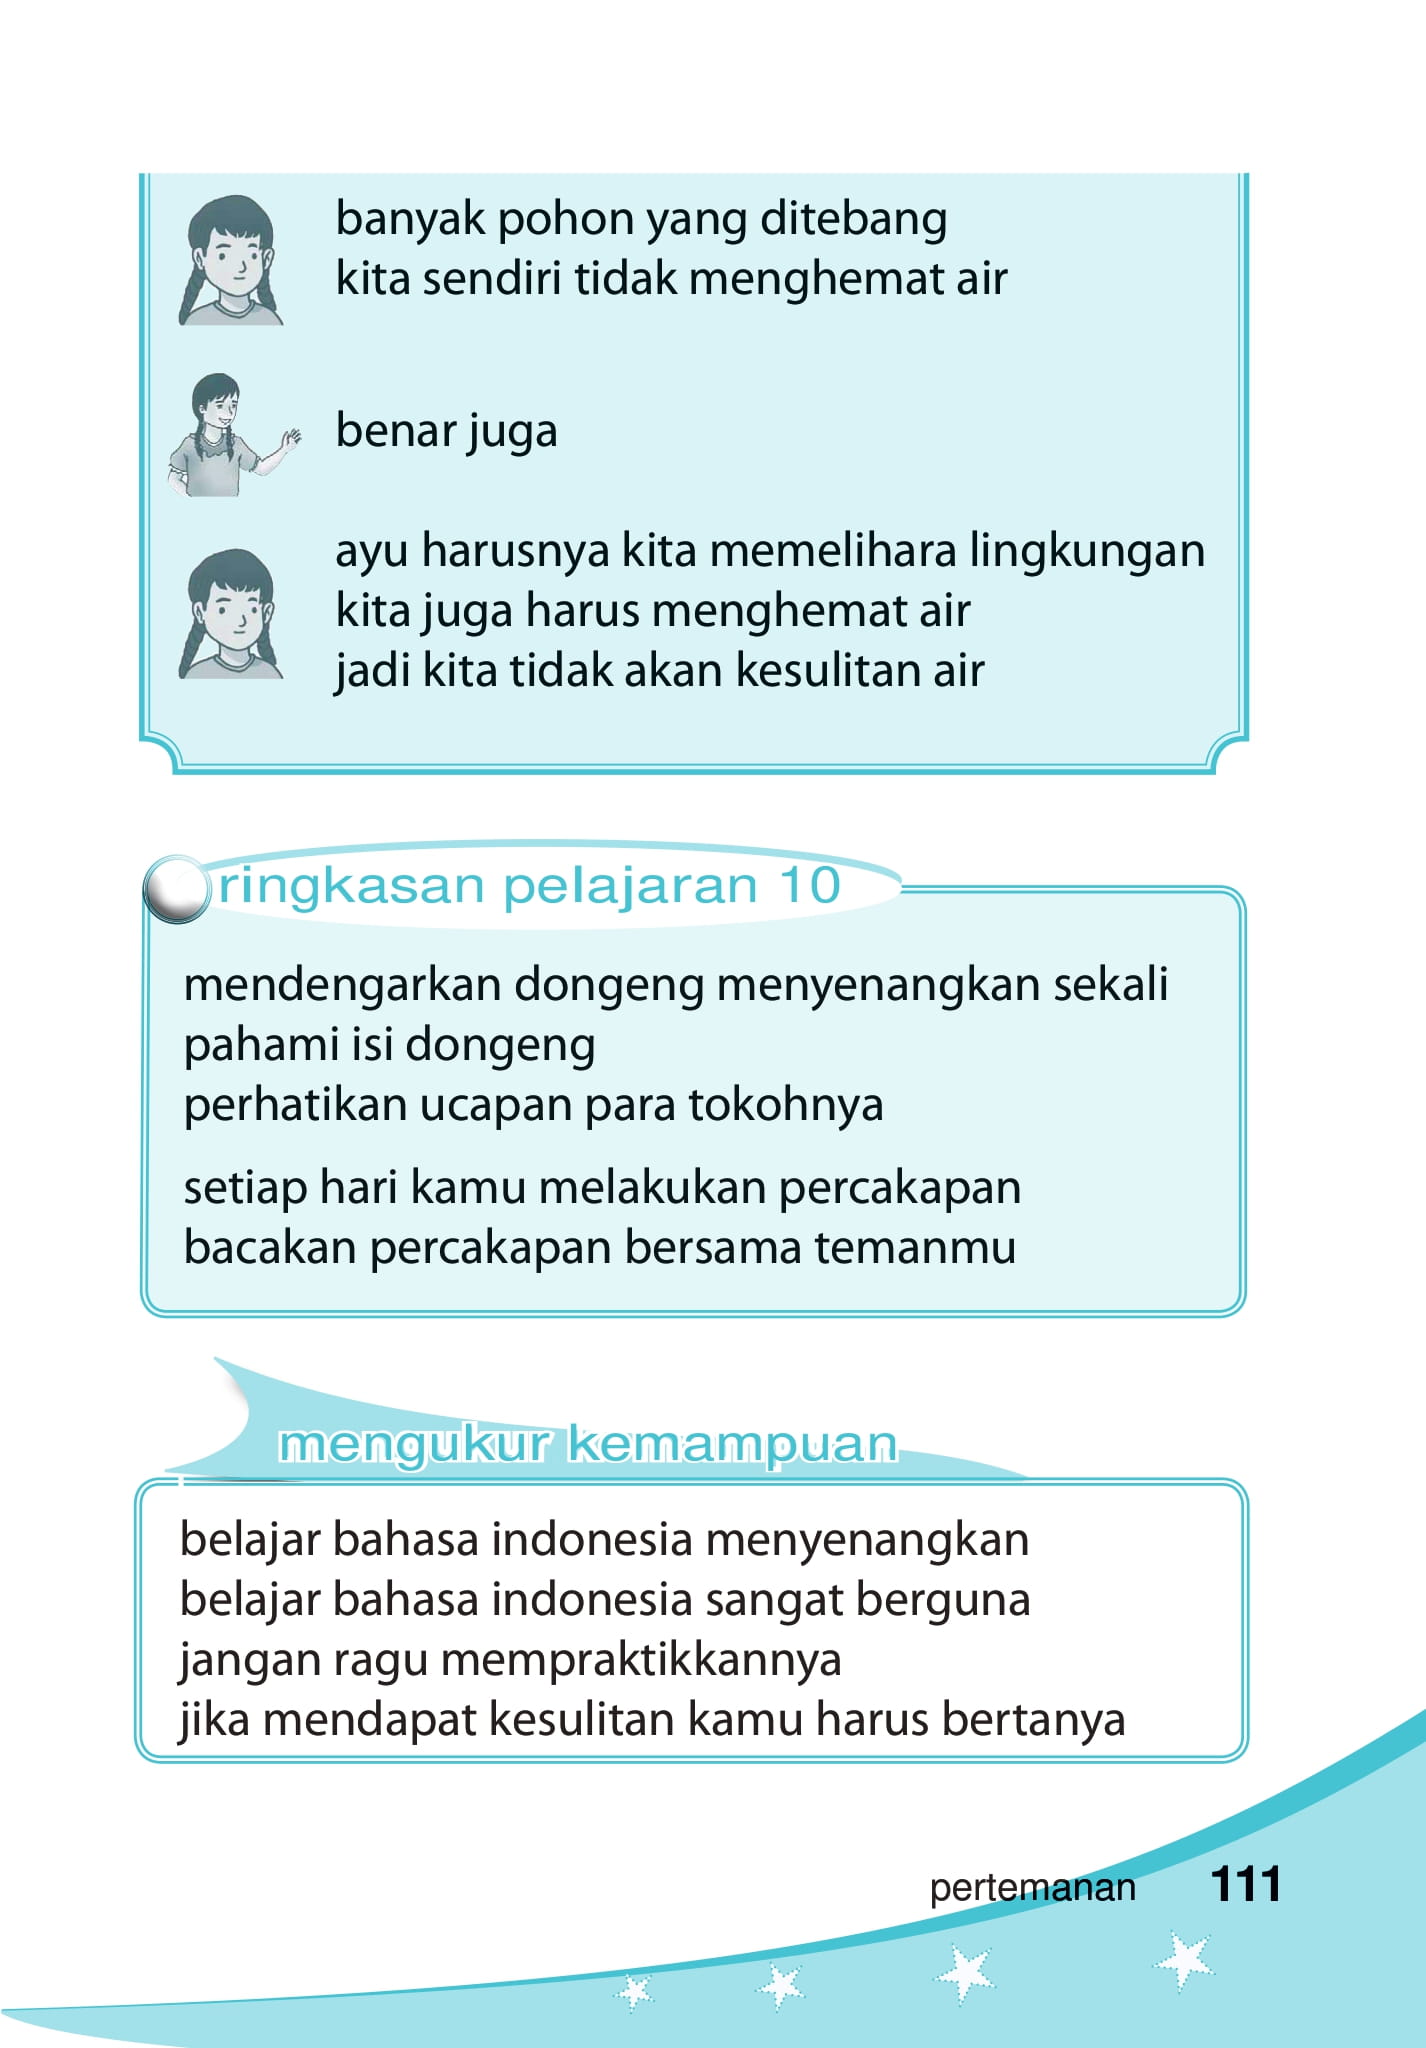 banyak pohon yang ditebang
kita sendiri tidak menghemat air
benar juga
ayu harusnya kita memelihara lingkungan
kita juga harus menghemat air
jadi kita tidak akan kesulitan air
ringkasan pelajaran 10
mendengarkan dongeng menyenangkan sekali
pahami isi dongeng
perhatikan ucapan para tokohnya
setiap hari kamu melakukan percakapan
bacakan percakapan bersama temanmu
mengukur kemampuan
belajar bahasa indonesia menyenangkan
belajar bahasa indonesia sangat berguna
jangan ragu mempraktikkannya
jika mendapat kesulitan kamu harus bertanya
pertemanan 111